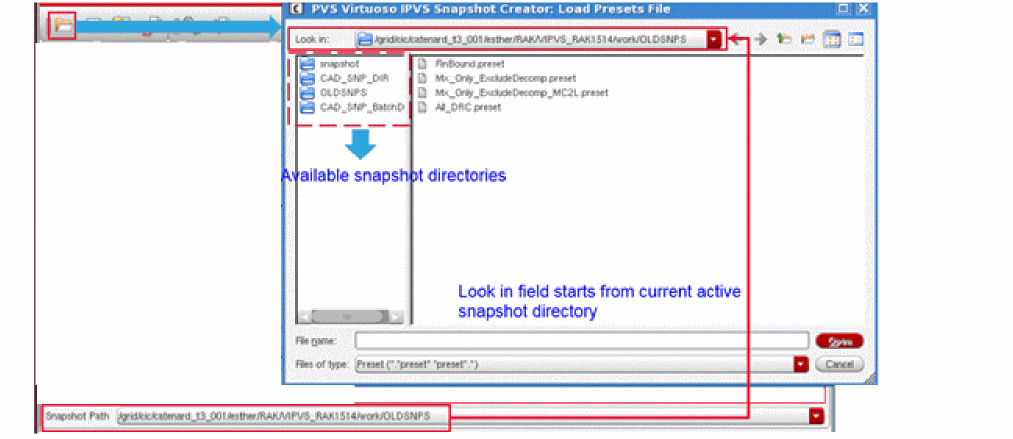 PVS Virtuoso IPVS Snapshot Creator: Load Presets File
Look in: /grid/cic/catenard_t3_001/esther/RAK/VIPVS_RAK1514/work/OLDSNPS
snapshot
CAD_SNP_DIR
OLDSNPS
CAD_SNP_BatchD
FinBound.preset
Mx_Only_ExcludeDecomp.preset
Mx_Only_ExcludeDecomp_MC2L.preset
All_DRC.preset
Available snapshot directories
Look in field starts from current active
snapshot directory
File name:
Open
Files of type: Preset (*.*preset* *preset*.*)
Cancel
Snapshot Path /grid/cic/catenard_t3_001/esther/RAK/VIPVS_RAK1514/work/OLDSNPS